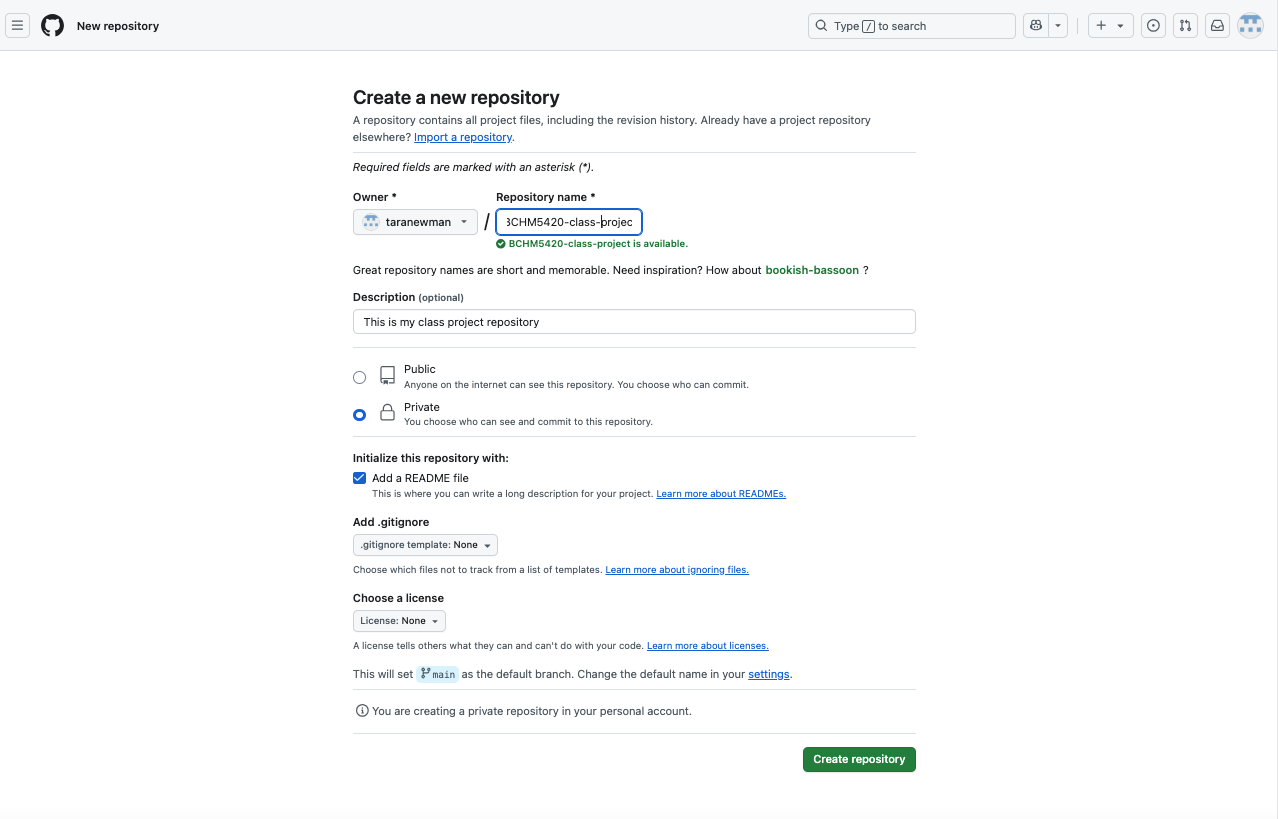 New repository
Type / to search
Create a new repository
A repository contains all project files, including the revision history. Already have a project repository
elsewhere? Import a repository.
Required fields are marked with an asterisk (*).
Owner * Repository name *
taranewman / BCHM5420-class-projec
BCHM5420-class-project is available.
Great repository names are short and memorable. Need inspiration? How about bookish-bassoon ?
Description (optional)
This is my class project repository
Public
Anyone on the internet can see this repository. You choose who can commit.
Private
You choose who can see and commit to this repository.
Initialize this repository with:
Add a README file
This is where you can write a long description for your project. Learn more about READMEs.
Add .gitignore
.gitignore template: None
Choose which files not to track from a list of templates. Learn more about ignoring files.
Choose a license
License: None
A license tells others what they can and can't do with your code. Learn more about licenses.
This will set main as the default branch. Change the default name in your settings.
You are creating a private repository in your personal account.
Create repository